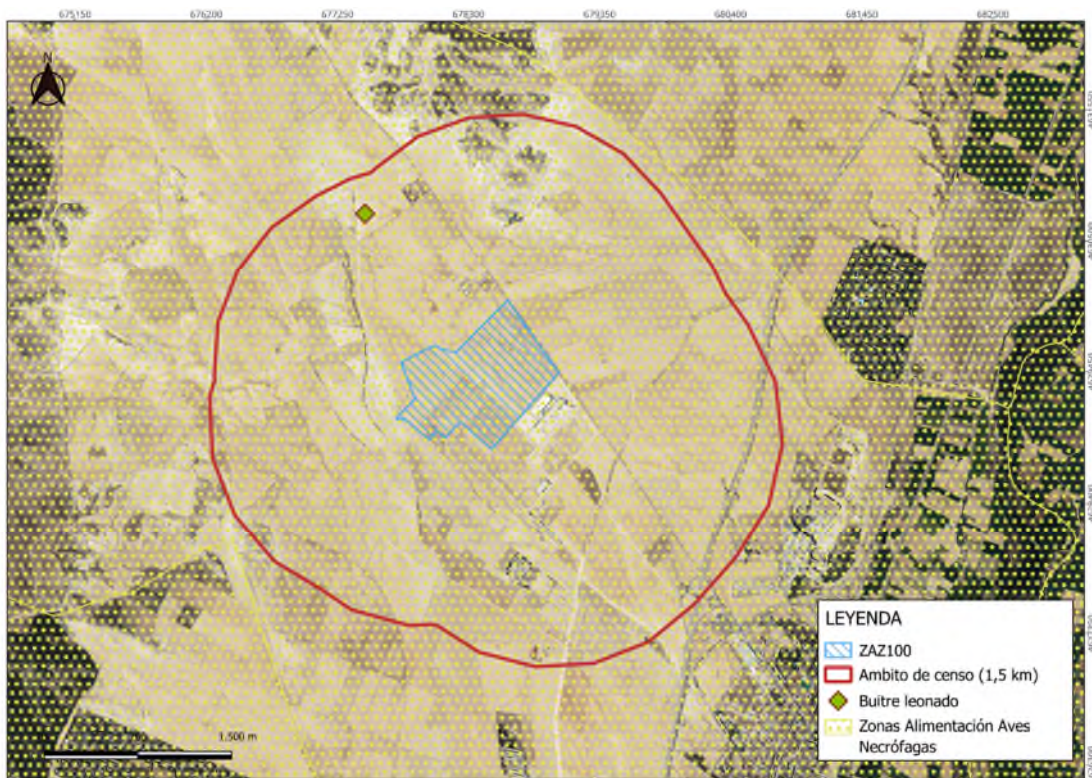 675150 676200 677250 678300 679350 680400 681450 682500
N
LEYENDA
ZAZ100
Ambito de censo (1,5 km)
Buitre leonado
Zonas Alimentación Aves
Necrófagas
1.500 m